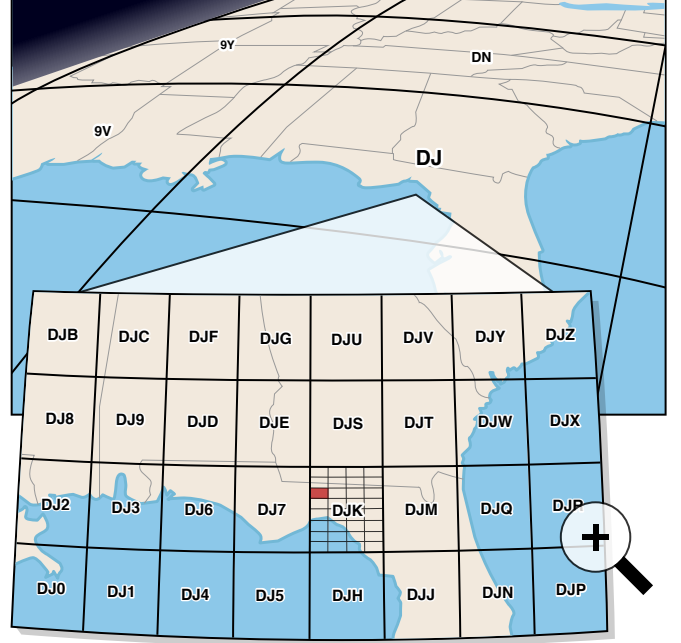 9Y
DN
9V
DJ
DJB DJC DJF DJG DJU DJV DJY DJZ
DJ8 DJ9 DJD DJE DJS DJT DJW DJX
DJ2 DJ3 DJ6 DJ7 DJK DJM DJQ DJR
DJ0 DJ1 DJ4 DJ5 DJH DJJ DJN DJP